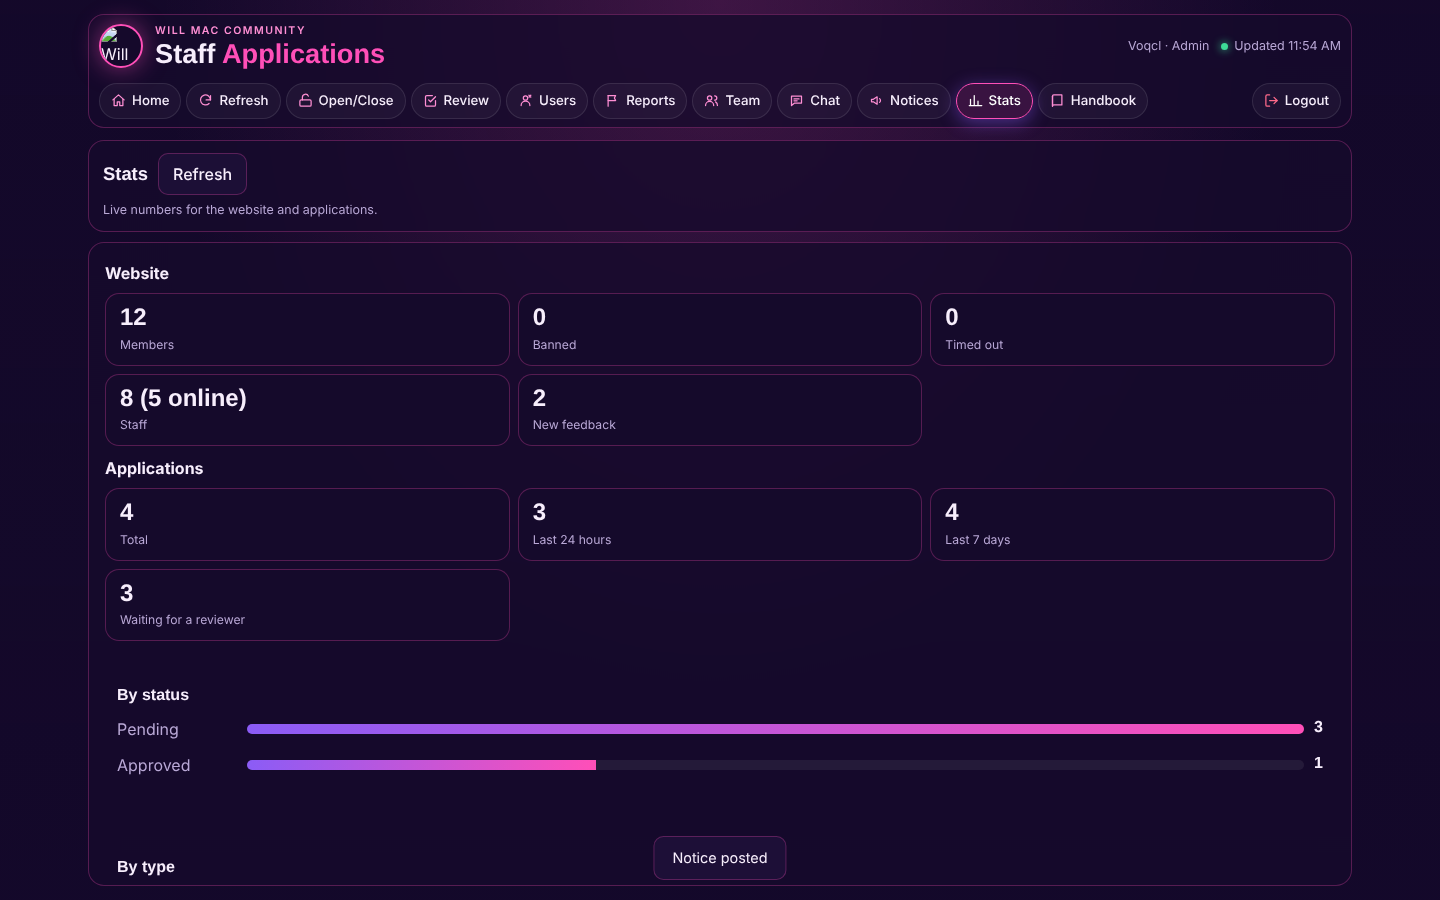 WILL MAC COMMUNITY
Will
Staff Applications
Voqcl · Admin
Updated 11:54 AM
Home
Refresh
Open/Close
Review
Users
Reports
Team
Chat
Notices
Stats
Handbook
Logout
Stats
Refresh
Live numbers for the website and applications.
Website
12
Members
0
Banned
0
Timed out
8 (5 online)
Staff
2
New feedback
Applications
4
Total
3
Last 24 hours
4
Last 7 days
3
Waiting for a reviewer
By status
Pending
3
Approved
1
By type
Notice posted